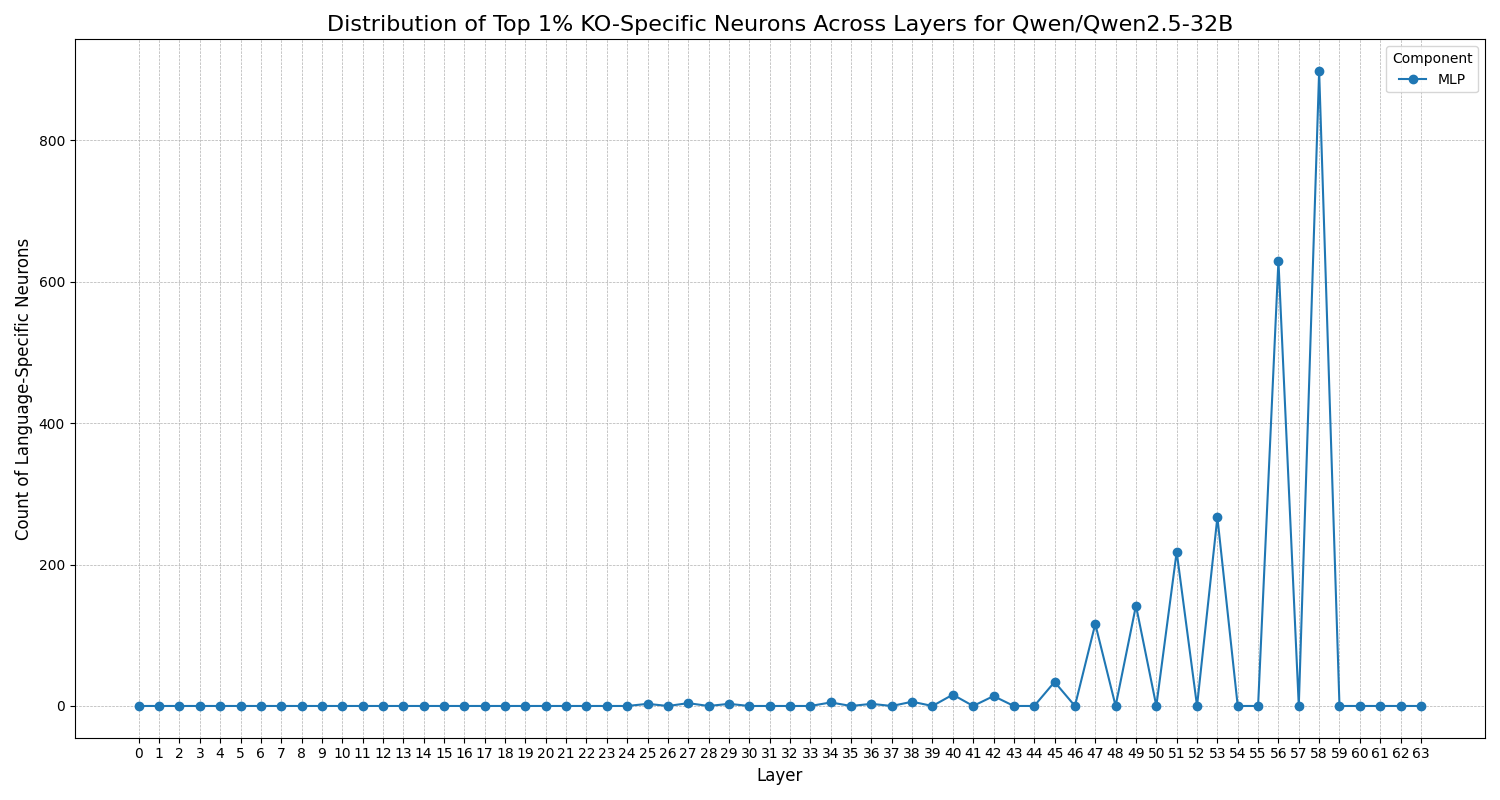 Distribution of Top 1% KO-Specific Neurons Across Layers for Qwen/Qwen2.5-32B
Component
MLP
Count of Language-Specific Neurons
800
600
400
200
0
0 1 2 3 4 5 6 7 8 9 10 11 12 13 14 15 16 17 18 19 20 21 22 23 24 25 26 27 28 29 30 31 32 33 34 35 36 37 38 39 40 41 42 43 44 45 46 47 48 49 50 51 52 53 54 55 56 57 58 59 60 61 62 63
Layer